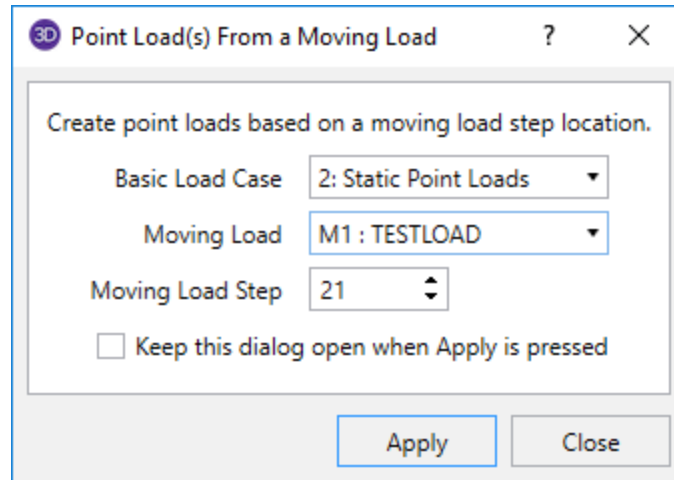 3D Point Load(s) From a Moving Load ?
Create point loads based on a moving load step location.
Basic Load Case 2: Static Point Loads
Moving Load M1 : TESTLOAD
Moving Load Step 21
Keep this dialog open when Apply is pressed
Apply Close